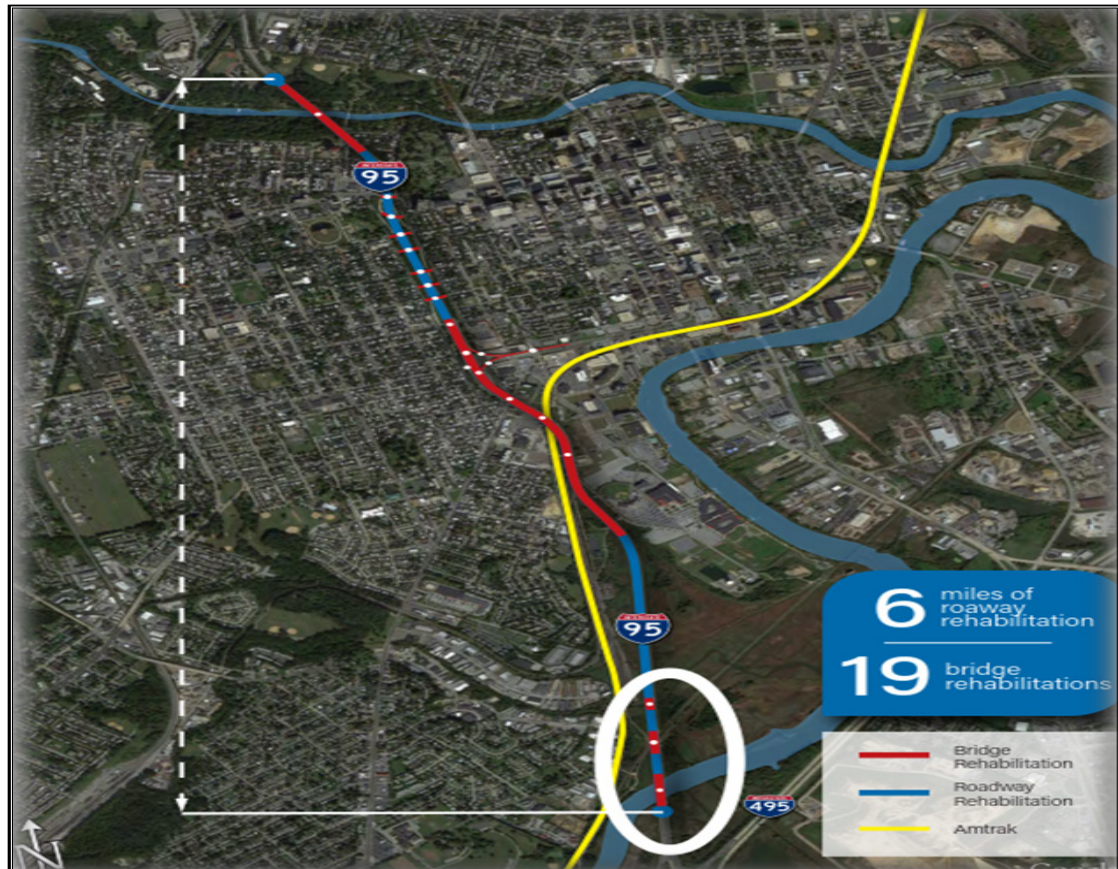 95
95
6 miles of
roaway
rehabilitation
19 bridge
rehabilitations
495
Bridge
Rehabilitation
Roadway
Rehabilitation
Amtrak
N